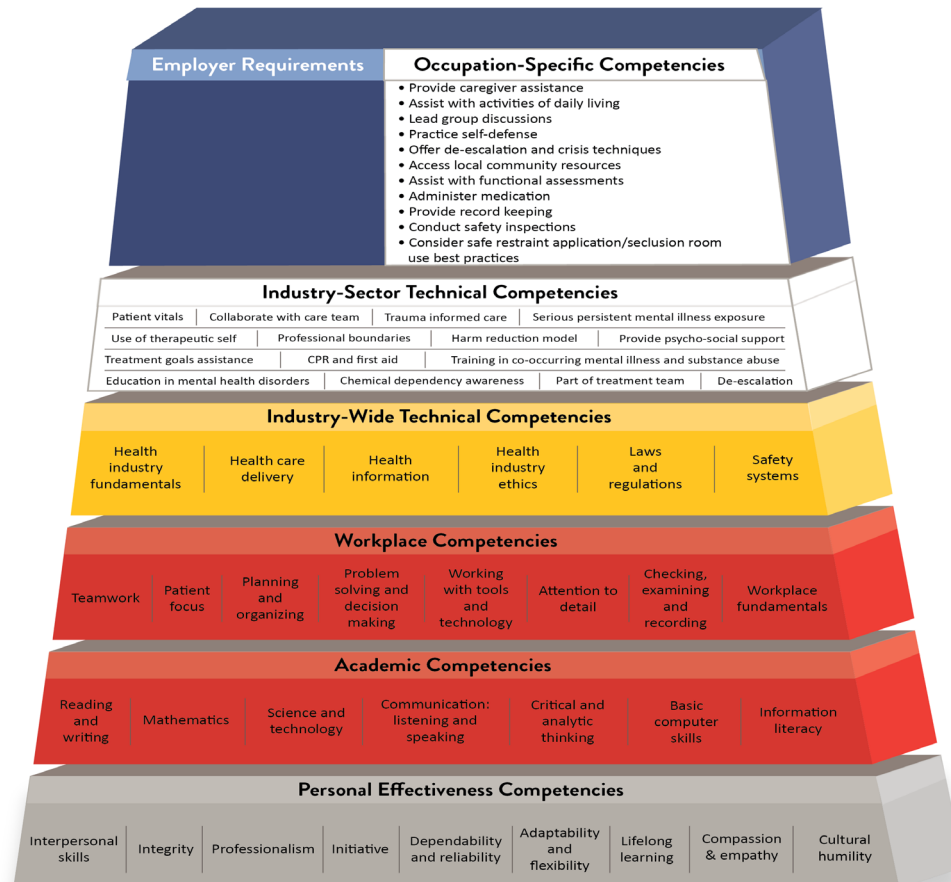 Employer Requirements
Occupation-Specific Competencies
• Provide caregiver assistance
• Assist with activities of daily living
• Lead group discussions
• Practice self-defense
• Offer de-escalation and crisis techniques
• Access local community resources
• Assist with functional assessments
• Administer medication
• Provide record keeping
• Conduct safety inspections
• Consider safe restraint application/seclusion room
use best practices
Industry-Sector Technical Competencies
Patient vitals | Collaborate with care team | Trauma informed care | Serious persistent mental illness exposure
Use of therapeutic self | Professional boundaries | Harm reduction model | Provide psycho-social support
Treatment goals assistance | CPR and first aid | Training in co-occurring mental illness and substance abuse
Education in mental health disorders | Chemical dependency awareness | Part of treatment team | De-escalation
Industry-Wide Technical Competencies
Health
industry
fundamentals
Health care
delivery
Health
information
Health
industry
ethics
Laws
and
regulations
Safety
systems
Workplace Competencies
Teamwork
Patient
focus
Planning
and
organizing
Problem
solving and
decision
making
Working
with tools
and
technology
Attention to
detail
Checking,
examining
and
recording
Workplace
fundamentals
Academic Competencies
Reading
and
writing
Mathematics
Science and
technology
Communication:
listening and
speaking
Critical and
analytic
thinking
Basic
computer
skills
Information
literacy
Personal Effectiveness Competencies
Interpersonal
skills
Integrity
Professionalism
Initiative
Dependability
and reliability
Adaptability
and
flexibility
Lifelong
learning
Compassion
& empathy
Cultural
humility